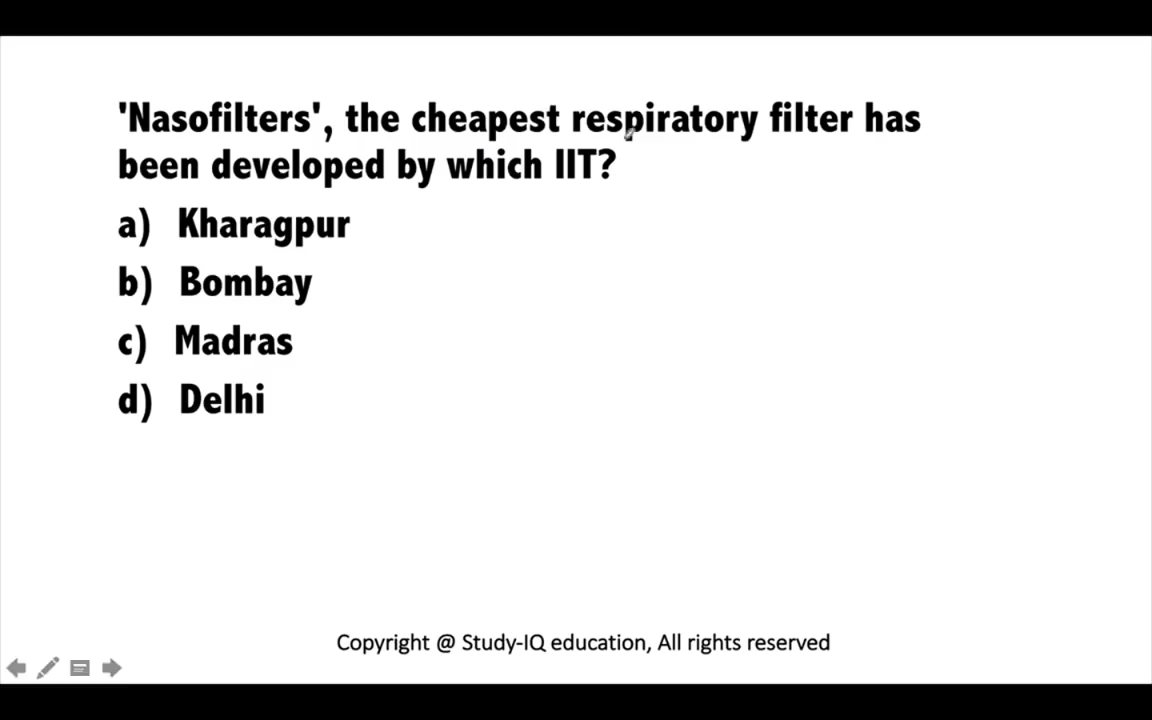 'Nasofilters', the cheapest respiratory filter has
been developed by which IIT?
a) Kharagpur
b) Bombay
c) Madras
d) Delhi
Copyright @ Study-IQ education, All rights reserved